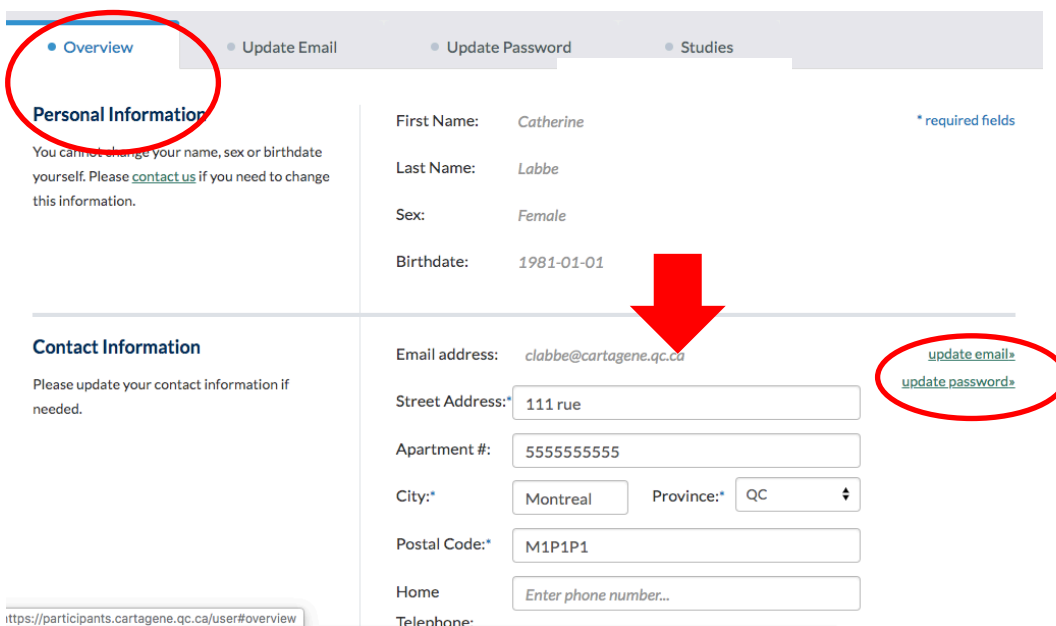 Overview Update Email Update Password Studies
Personal Information
You cannot change your name, sex or birthdate
yourself. Please contact us if you need to change
this information.
First Name: Catherine * required fields
Last Name: Labbe
Sex: Female
Birthdate: 1981-01-01
Contact Information
Please update your contact information if
needed.
Email address: clabbe@cartagene.qc.ca update email»
update password»
Street Address:* 111 rue
Apartment #: 5555555555
City:* Montreal Province:* QC
Postal Code:* M1P1P1
Home Enter phone number...
Telephone:
https://participants.cartagene.qc.ca/user#overview